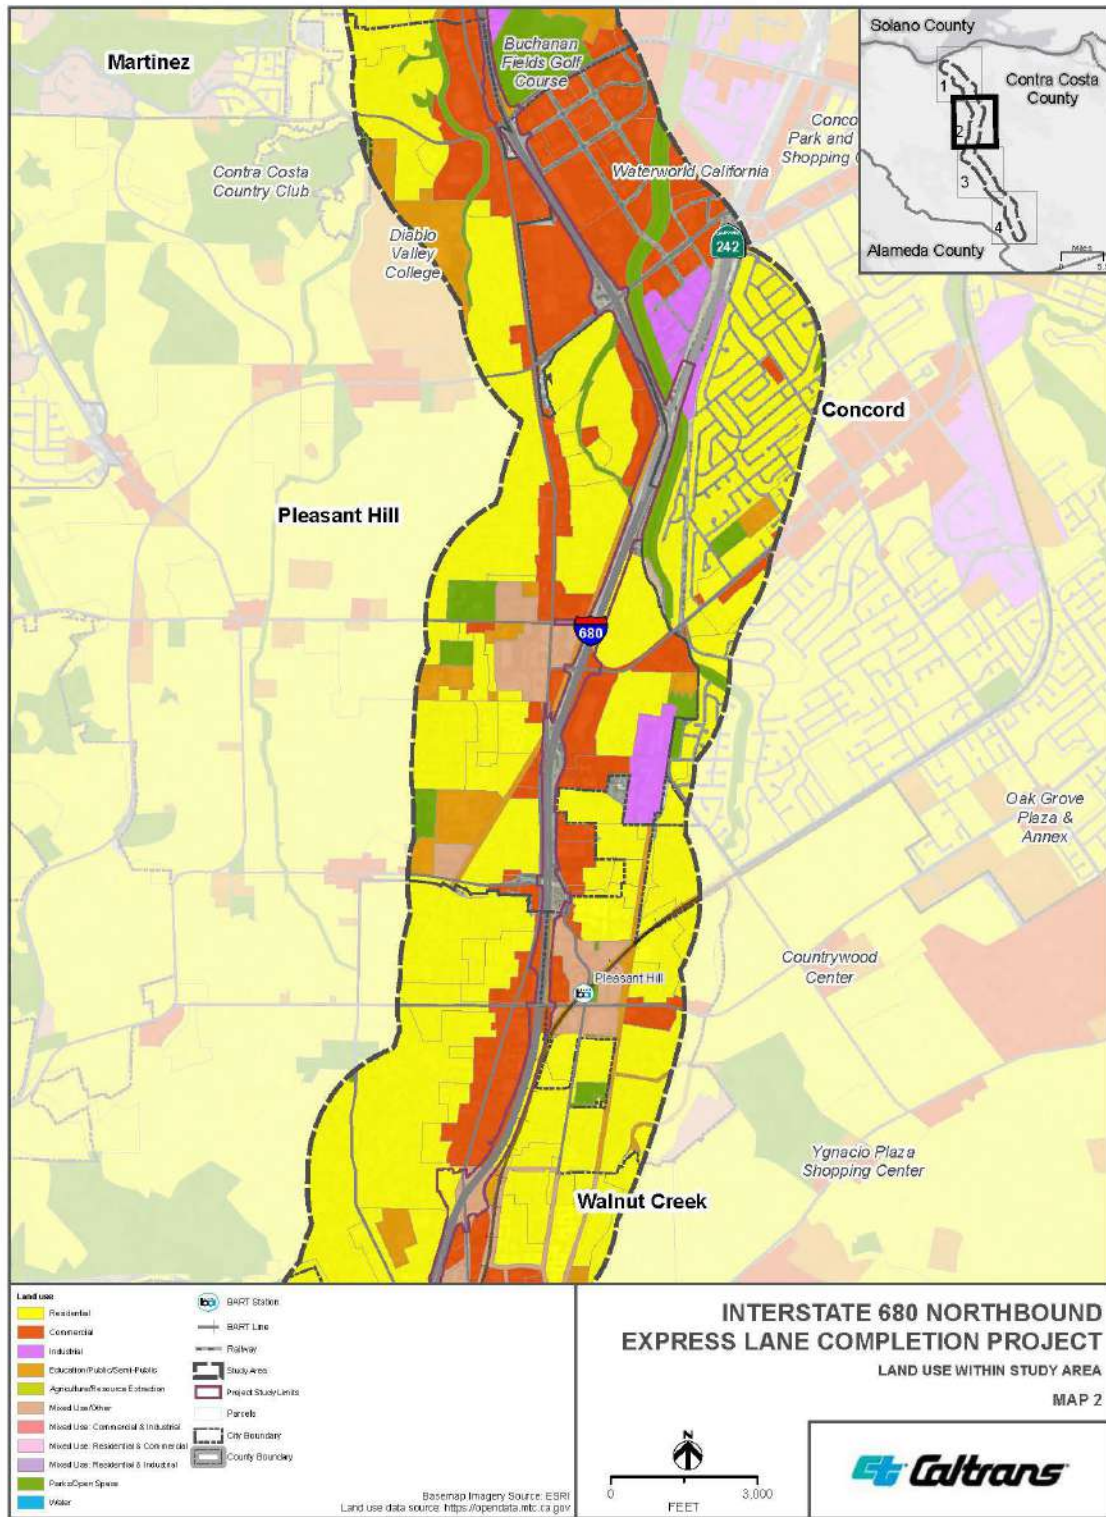 Martinez
Buchanan
Fields Golf
Course
Contra Costa
Country Club
Diablo
Valley
College
Waterworld California
Park and
Shopping
242
Solano County
Contra Costa
County
1
2
3
4
Alameda County
Miles
0
Concord
Pleasant Hill
680
Oak Grove
Plaza &
Annex
Countrywood
Center
Pleasant Hill
Ygnacio Plaza
Shopping Center
Walnut Creek
Land use
Residential
Commercial
Industrial
Education/Public/Semi-Public
Agriculture/Resource Extraction
Mixed Use/Other
Mixed Use: Commercial & Industrial
Mixed Use: Residential & Commercial
Mixed Use: Residential & Industrial
Parks/Open Space
Water
BART Station
BART Line
Railway
Study Area
Project Study Limits
Parcels
City Boundary
County Boundary
Basemap Imagery Source: ESRI
Land use data source: https://opendata.mtc.ca.gov
INTERSTATE 680 NORTHBOUND
EXPRESS LANE COMPLETION PROJECT
LAND USE WITHIN STUDY AREA
MAP 2
N
0 3,000
FEET
Caltrans